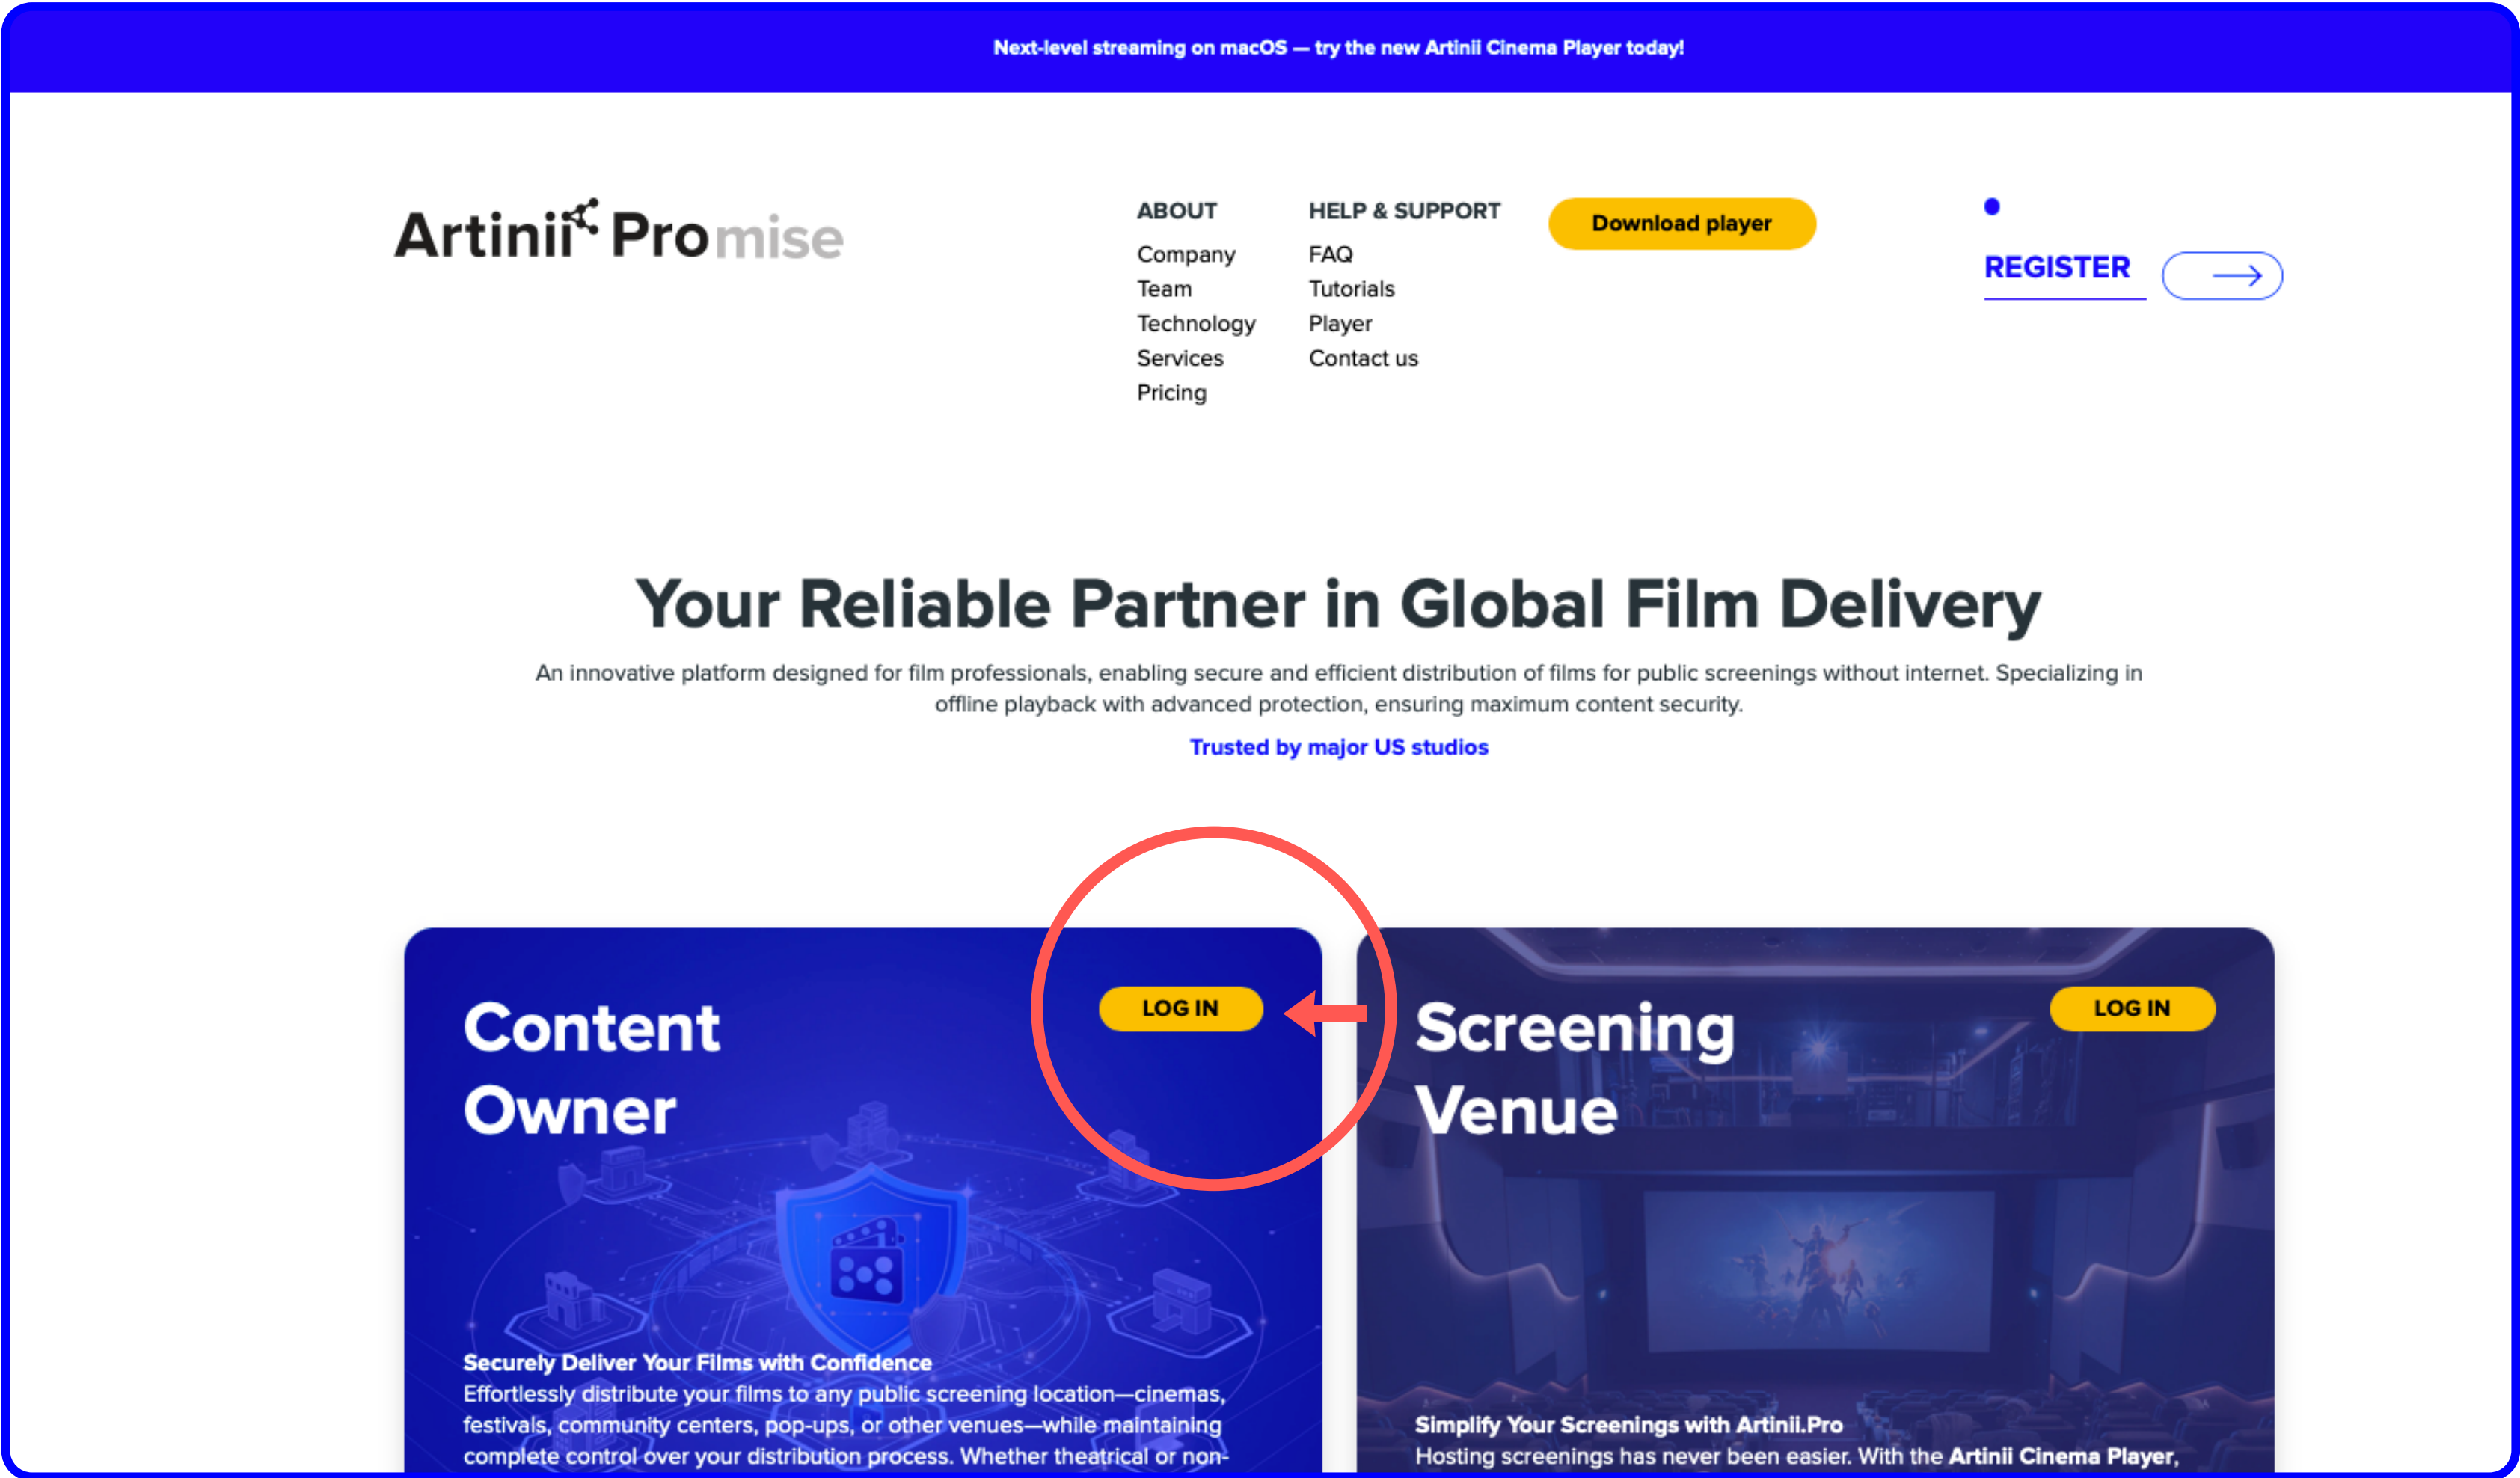 Next-level streaming on macOS — try the new Artinii Cinema Player today!
Artinii Promise
ABOUT
Company
Team
Technology
Services
Pricing
HELP & SUPPORT
FAQ
Tutorials
Player
Contact us
Download player
REGISTER
Your Reliable Partner in Global Film Delivery
An innovative platform designed for film professionals, enabling secure and efficient distribution of films for public screenings without internet. Specializing in
offline playback with advanced protection, ensuring maximum content security.
Trusted by major US studios
Content
Owner
LOG IN
Securely Deliver Your Films with Confidence
Effortlessly distribute your films to any public screening location—cinemas,
festivals, community centers, pop-ups, or other venues—while maintaining
complete control over your distribution process. Whether theatrical or non-
Screening
Venue
LOG IN
Simplify Your Screenings with Artinii.Pro
Hosting screenings has never been easier. With the Artinii Cinema Player,